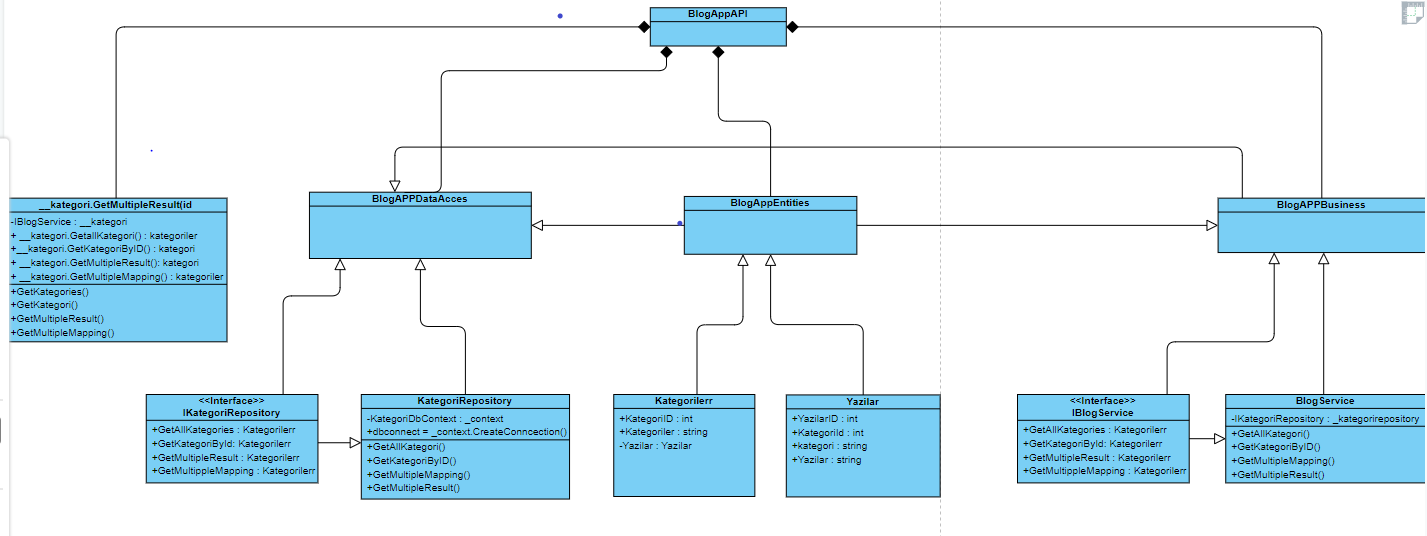 BlogAppAPI
__kategori.GetMultipleResult(id
-IBlogService : __kategori
+ __kategori.GetallKategori() : kategoriler
+__kategori.GetKategoriByID() : kategori
+ __kategori.GetMultipleResult(): kategori
+ __kategori.GetMultipleMapping() : kategoriler
+GetKategories()
+GetKategori()
+GetMultipleResult()
+GetMultipleMapping()
BlogAPPDataAcces
BlogAppEntities
BlogAPPBusiness
<<Interface>>
IKategoriRepository
+GetAllKategories : Kategorilerr
+GetKategoriById: Kategorilerr
+GetMultipleResult : Kategorilerr
+GetMultippleMapping : Kategorilerr
KategoriRepository
-KategoriDbContext : _context
+dbconnect = _context.CreateConncection()
+GetAllKategori()
+GetKategoriByID()
+GetMultipleMapping()
+GetMultipleResult()
Kategorilerr
+KategoriID : int
+Kategoriler : string
-Yazilar : Yazilar
Yazilar
+YazilarID : int
+KategoriId : int
+kategori : string
+Yazilar : string
<<Interface>>
IBlogService
+GetAllKategories : Kategorilerr
+GetKategoriById: Kategorilerr
+GetMultipleResult : Kategorilerr
+GetMultippleMapping : Kategorilerr
BlogService
-IKategoriRepository : _kategorirepository
+GetAllKategori()
+GetKategoriByID()
+GetMultipleMapping()
+GetMultipleResult()